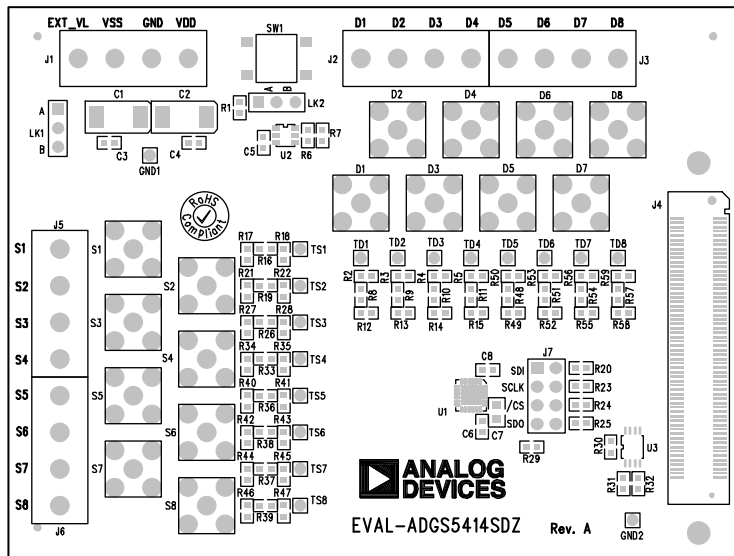 EXT_VL VSS GND VDD
J1
SW1
D1 D2 D3 D4 D5 D6 D7 D8
J2
J3
A
LK1
B
C1
C2
C3
C4
GND1
R1
A
B
LK2
C5
U2
R6
R7
D2
D4
D6
D8
D1
D3
D5
D7
J4
RoHS
Compliant
J5
S1
S2
S3
S4
S5
S6
S7
S8
J6
S1
S2
S3
S4
S5
S6
S7
S8
R17
R18
R16
TS1
R21
R22
R19
TS2
R27
R28
R26
TS3
R34
R35
R33
TS4
R40
R41
R36
TS5
R42
R43
R38
TS6
R44
R45
R37
TS7
R46
R47
R39
TS8
TD1 TD2 TD3 TD4 TD5 TD6 TD7 TD8
R2
R3
R4
R5
R50
R53
R56
R59
R8
R9
R10
R11
R48
R51
R54
R57
R12
R13
R14
R15
R49
R52
R55
R58
C8
J7
SDI
SCLK
/CS
SDO
R20
R23
R24
R25
U1
C6
C7
R29
R30
U3
R31
R32
GND2
ANALOG
DEVICES
EVAL-ADGS5414SDZ Rev. A